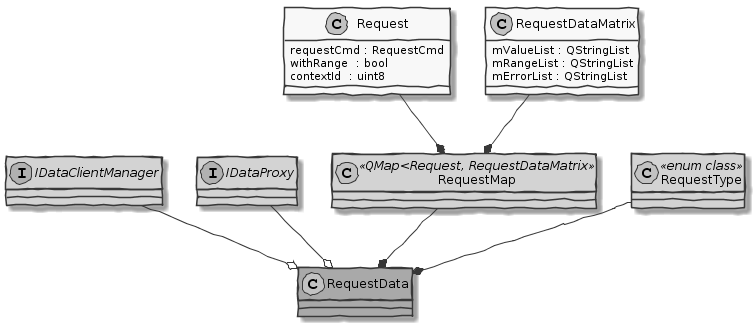 C Request
requestCmd : RequestCmd
withRange : bool
contextId : uint8
C RequestDataMatrix
mValueList : QStringList
mRangeList : QStringList
mErrorList : QStringList
I IDataClientManager
I IDataProxy
«QMap<Request, RequestDataMatrix»
C RequestMap
«enum class»
C RequestType
C RequestData